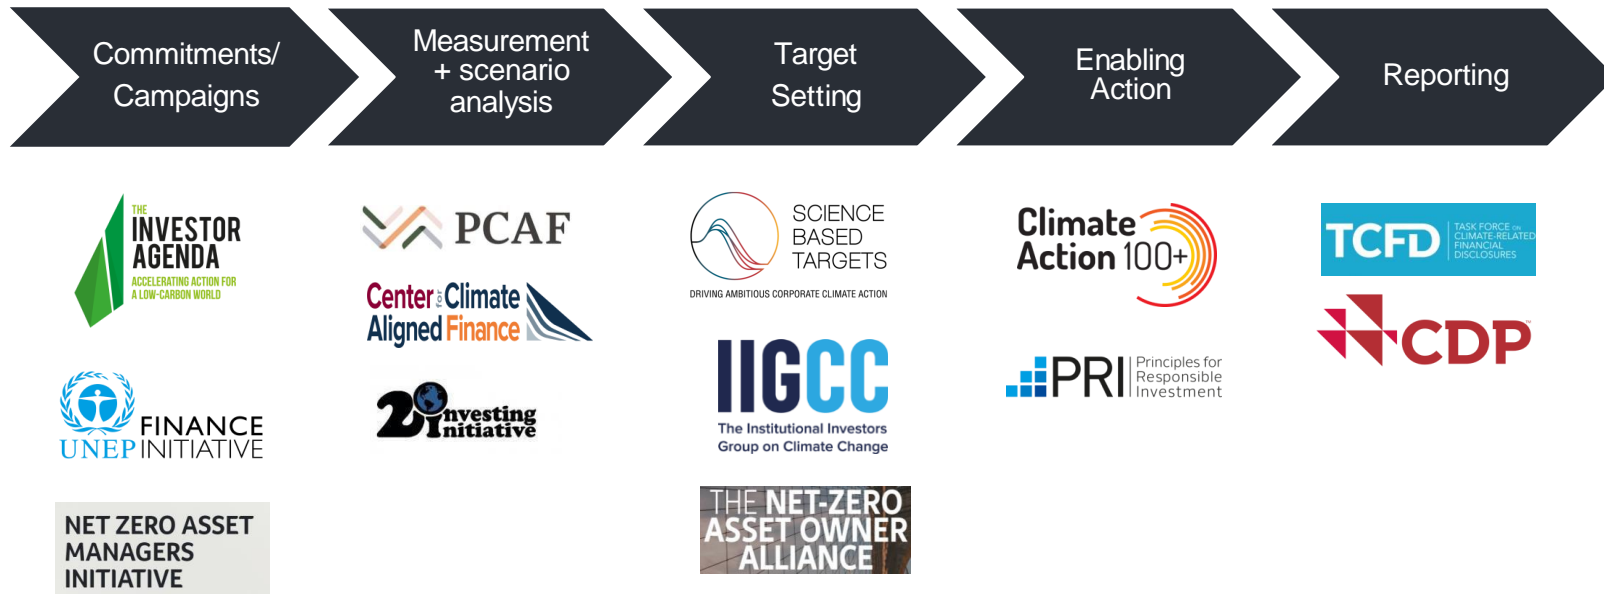 Commitments/
Campaigns
Measurement
+ scenario
analysis
Target
Setting
Enabling
Action
Reporting
THE
INVESTOR
AGENDA
ACCELERATING ACTION FOR
A LOW-CARBON WORLD
UNEP FINANCE
INITIATIVE
NET ZERO ASSET
MANAGERS
INITIATIVE
PCAF
Center for Climate
Aligned Finance
2° Investing
Initiative
SCIENCE
BASED
TARGETS
DRIVING AMBITIOUS CORPORATE CLIMATE ACTION
IIGCC
The Institutional Investors
Group on Climate Change
THE NET-ZERO
ASSET OWNER
ALLIANCE
Climate
Action 100+
PRI
Principles for
Responsible
Investment
TCFD
TASK FORCE ON
CLIMATE-RELATED
FINANCIAL
DISCLOSURES
CDP